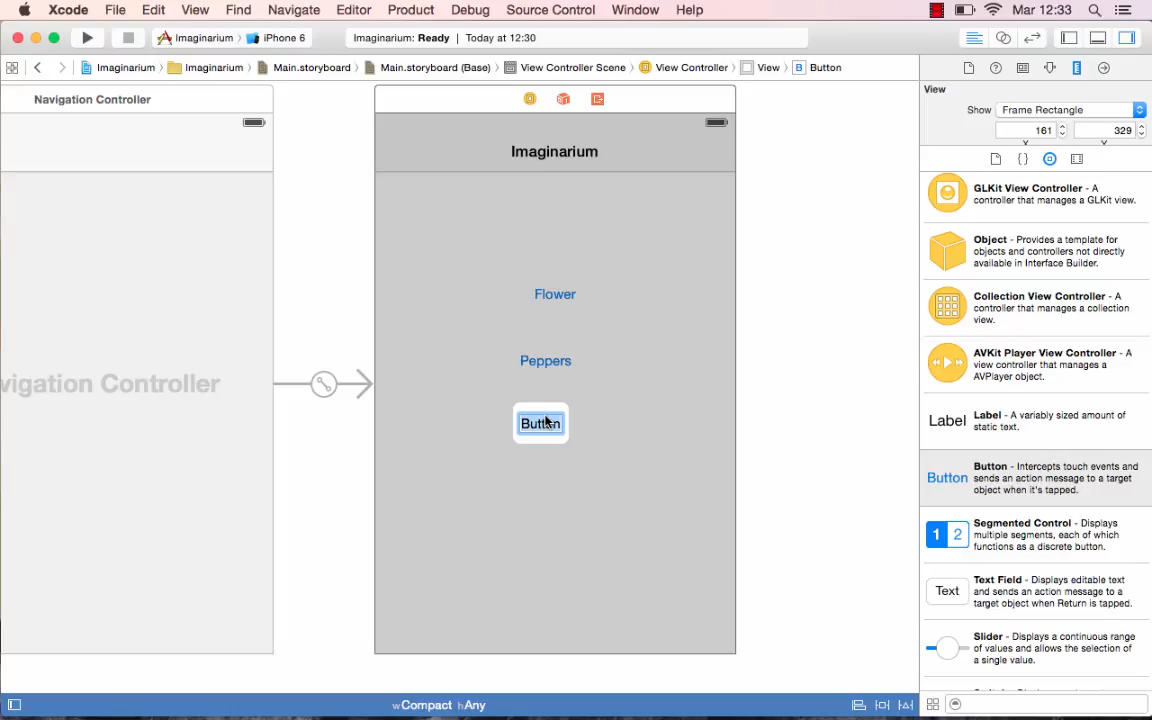 Xcode File Edit View Find Navigate Editor Product Debug Source Control Window Help Mar 12:33
Imaginarium iPhone 6 Imaginarium: Ready | Today at 12:30
Imaginarium Imaginarium Main.storyboard Main.storyboard (Base) View Controller Scene View Controller View B Button
Navigation Controller
Imaginarium
Flower
Peppers
Button
vigation Controller
View
Show Frame Rectangle
161 329
GLKit View Controller - A
controller that manages a GLKit view.
Object - Provides a template for
objects and controllers not directly
available in Interface Builder.
Collection View Controller - A
controller that manages a collection
view.
AVKit Player View Controller - A
view controller that manages a
AVPlayer object.
Label Label - A variably sized amount of
static text.
Button Button - Intercepts touch events and
sends an action message to a target
object when it's tapped.
1 2 Segmented Control - Displays
multiple segments, each of which
functions as a discrete button.
Text Text Field - Displays editable text
and sends an action message to a
target object when Return is tapped.
Slider - Displays a continuous range
of values and allows the selection of
a single value.
wCompact hAny